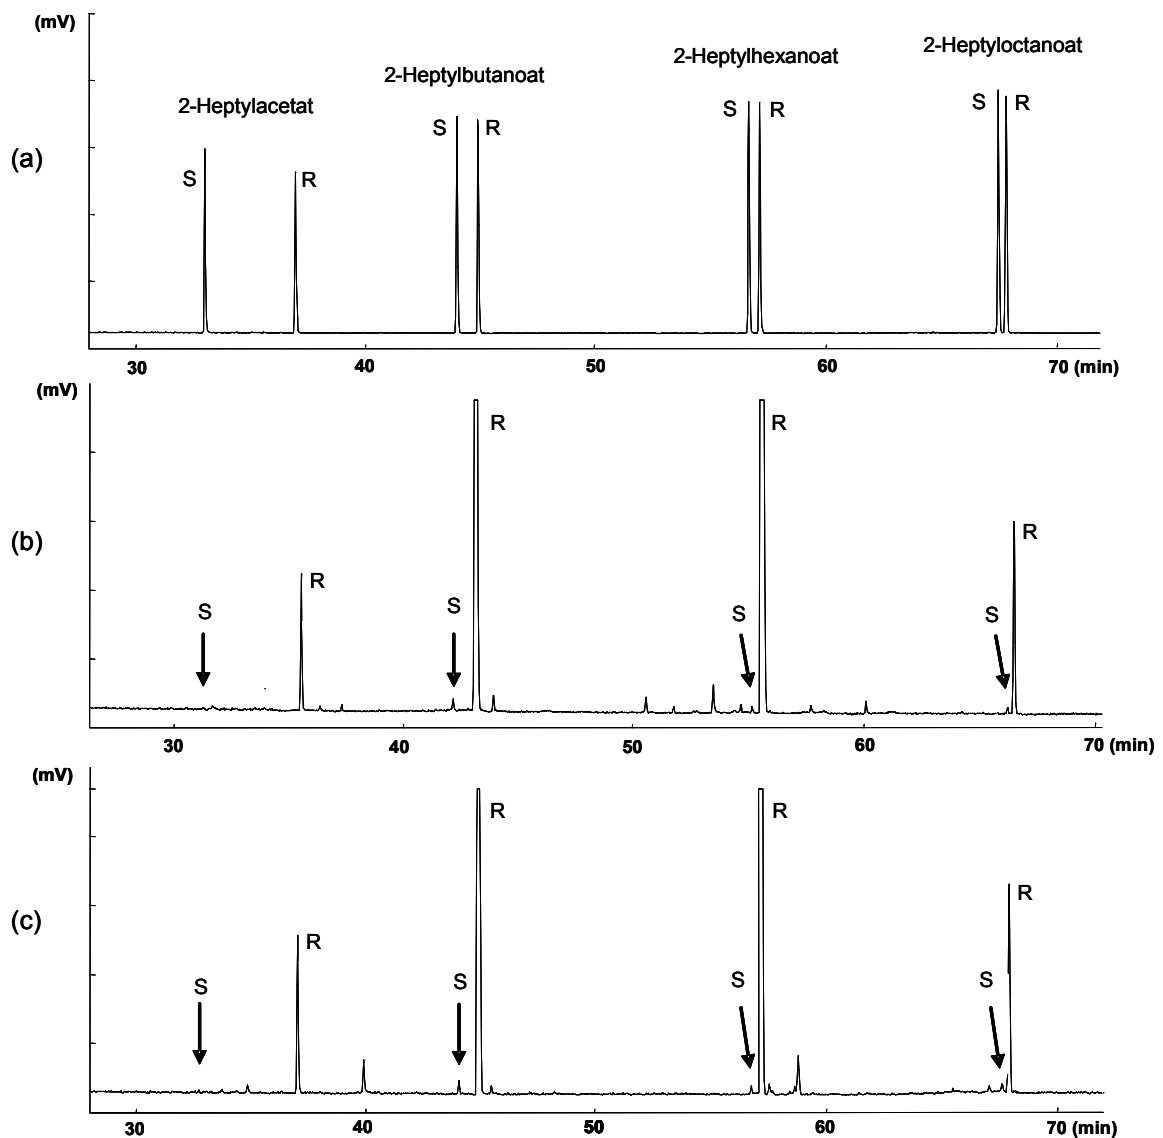 (mV)
2-Heptyloctanoat
2-Heptylhexanoat
2-Heptylbutanoat
2-Heptylacetat
S R
S R
S R
S R
(a)
30 40 50 60 70 (min)
(mV)
R R
R
S R S S
(b)
30 40 50 60 70 (min)
(mV)
R R
R
(c)
R
S S S S
30 40 50 60 70 (min)